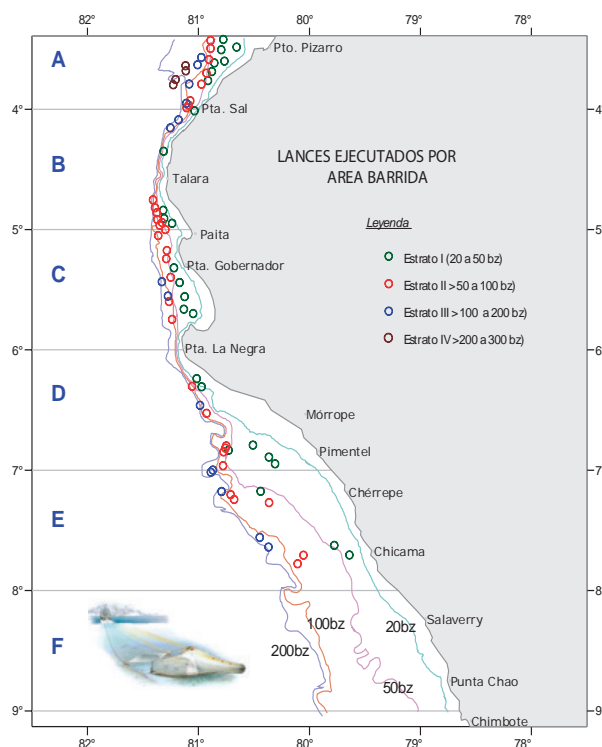 82° 81° 80° 79° 78°
A
Pto. Pizarro
4° 4
Pta. Sal
LANCES EJECUTADOS POR
AREA BARRIDA
B
Talara
Leyenda
5° 5
Paita
Estrato I (20 a 50 bz)
C
Pta. Gobernador
Estrato II >50 a 100 bz)
Estrato III >100 a 200 bz)
Estrato IV >200 a 300 bz)
Pta. La Negra
6° 6
D
Mórrope
Pimentel
7° 7
Chérrepe
E
Chicama
8° 8
100bz
20bz
Salaverry
F
200bz
50bz
Punta Chao
9° 9
Chimbote
82° 81° 80° 79° 78°